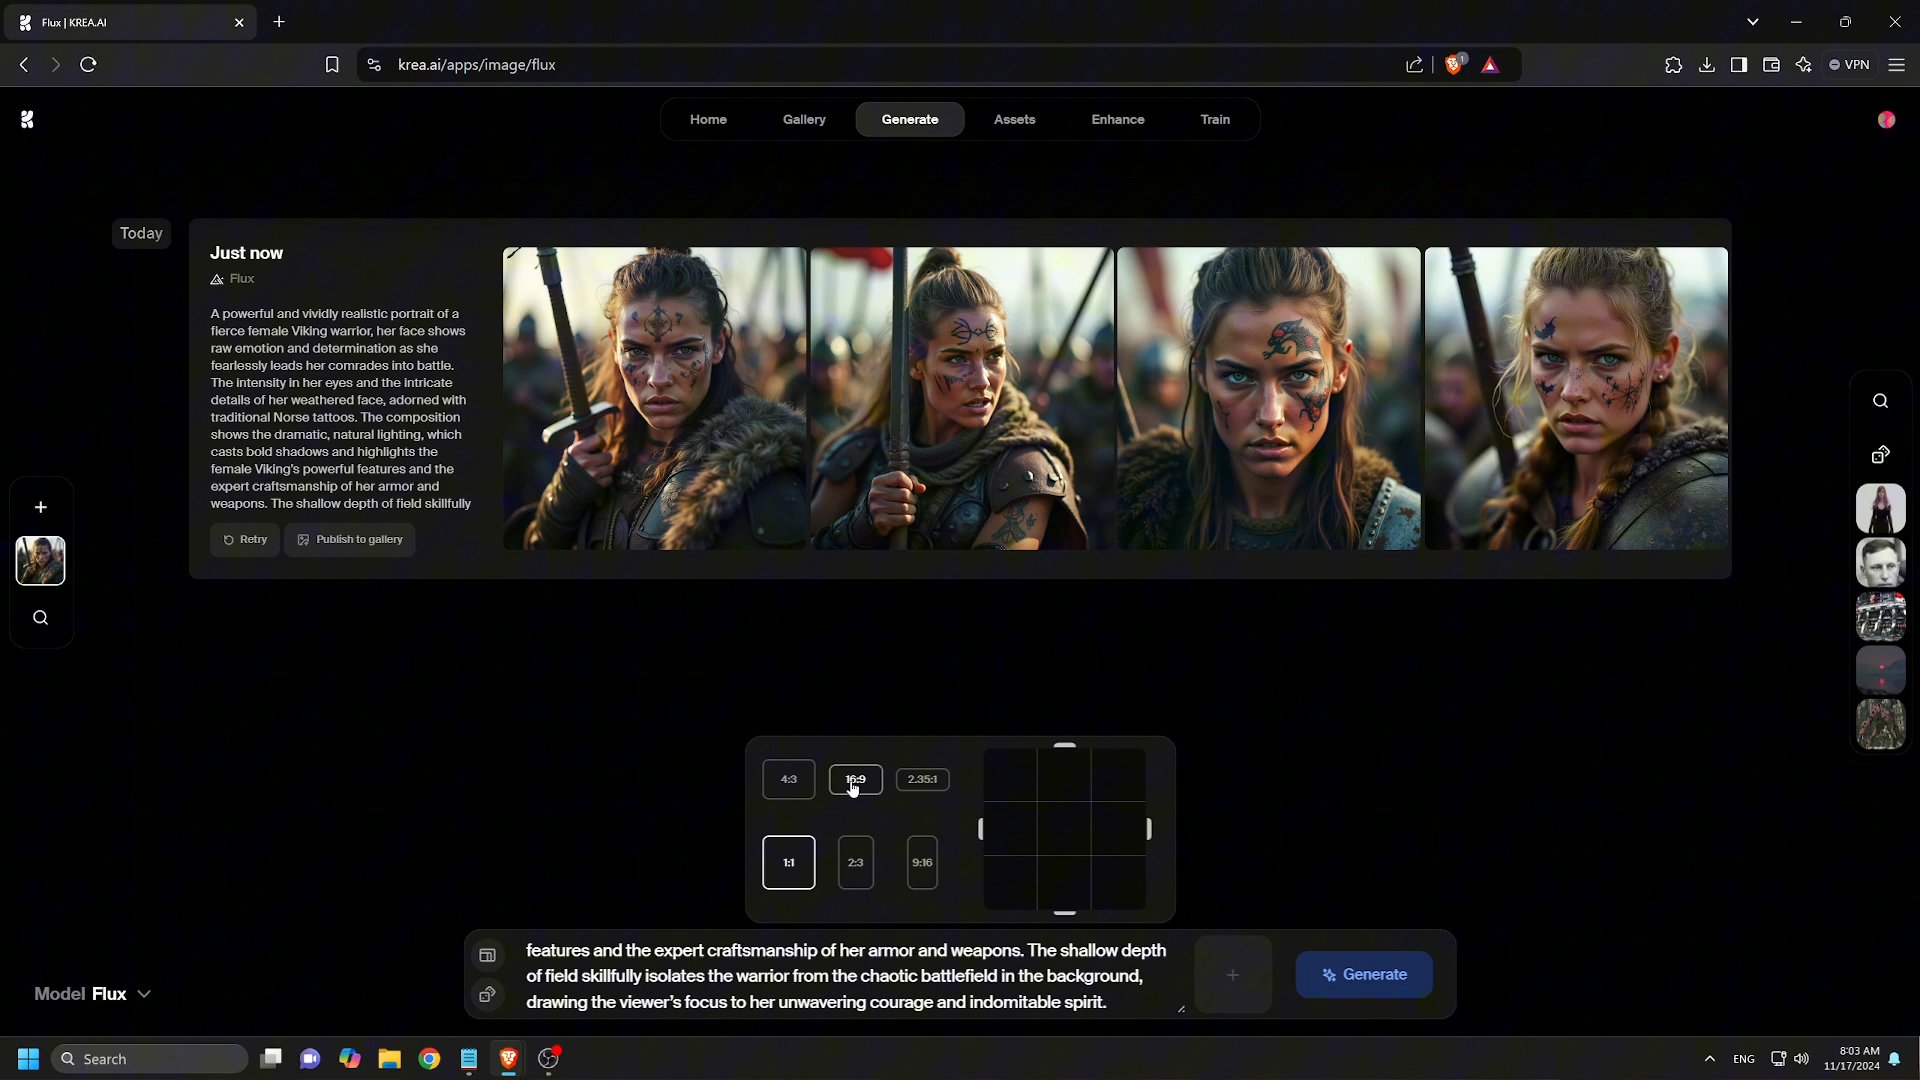 Flux | KREA.AI
krea.ai/apps/image/flux
1
VPN
Home
Gallery
Generate
Assets
Enhance
Train
Today
Just now
Flux
A powerful and vividly realistic portrait of a
fierce female Viking warrior, her face shows
raw emotion and determination as she
fearlessly leads her comrades into battle.
The intensity in her eyes and the intricate
details of her weathered face, adorned with
traditional Norse tattoos. The composition
shows the dramatic, natural lighting, which
casts bold shadows and highlights the
female Viking's powerful features and the
expert craftsmanship of her armor and
weapons. The shallow depth of field skillfully
Retry
Publish to gallery
4:3
16:9
2.35:1
1:1
2:3
9:16
features and the expert craftsmanship of her armor and weapons. The shallow depth
of field skillfully isolates the warrior from the chaotic battlefield in the background,
drawing the viewer's focus to her unwavering courage and indomitable spirit.
Generate
Model Flux
Search
ENG
8:03 AM
11/17/2024